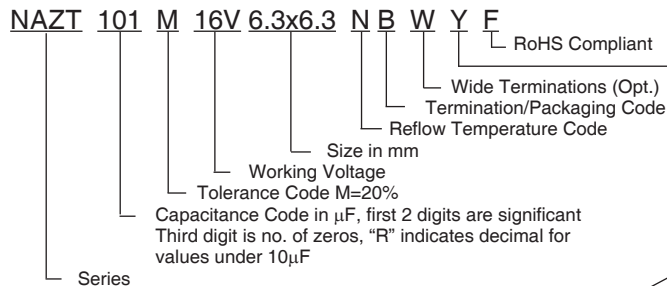 NAZT 101 M 16V 6.3x6.3 N B W Y F
RoHS Compliant
Wide Terminations (Opt.)
Termination/Packaging Code
Reflow Temperature Code
Size in mm
Working Voltage
Tolerance Code M=20%
Capacitance Code in μF, first 2 digits are significant
Third digit is no. of zeros, “R” indicates decimal for
values under 10μF
Series